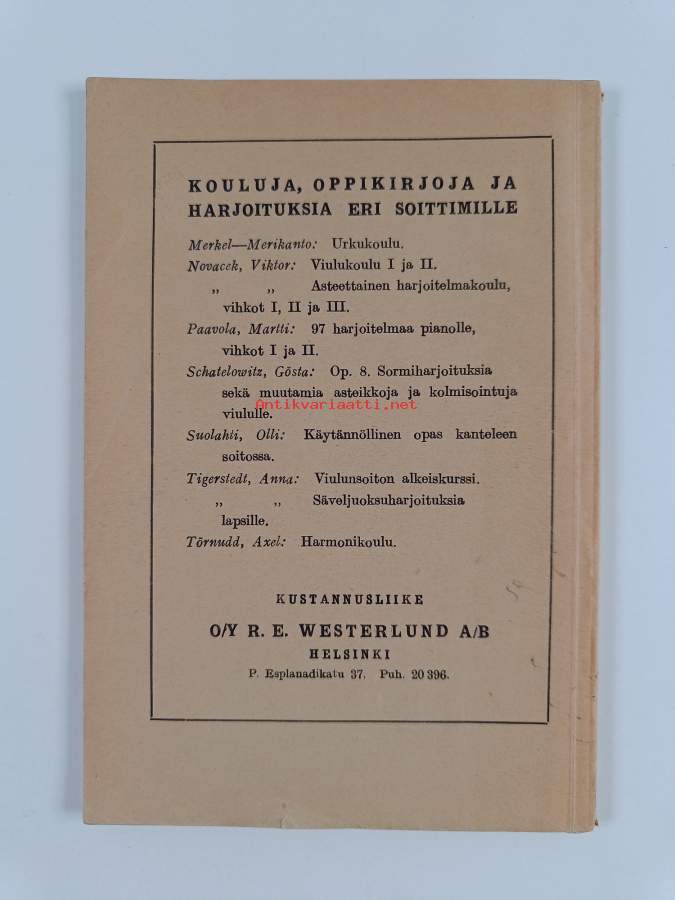 KOULUJA, OPPIKIRJOJA JA
HARJOITUKSIA ERI SOITTIMILLE
Merkel—Merikanto: Urkukoulu.
Novacek, Viktor: Viulukoulu I ja II.
„ „ Asteettainen harjoitelmakoulu,
vihkot I, II ja III.
Paavola, Martti: 97 harjoitelmaa pianolle,
vihkot I ja II.
Schatelowitz, Gösta: Op. 8. Sormiharjoituksia
sekä muutamia asteikkoja ja kolmisointuja
Antikvariaatti.net
viululle.
Suolahti, Olli: Käytännöllinen opas kanteleen
soitossa.
Tigerstedt, Anna: Viulunsoiton alkeiskurssi.
„ „ Säveljuoksuharjoituksia
lapsille.
Törnudd, Axel: Harmonikoulu.
KUSTANNUSLIIKE
O/Y R. E. WESTERLUND A/B
HELSINKI
P. Esplanadikatu 37. Puh. 20 396.